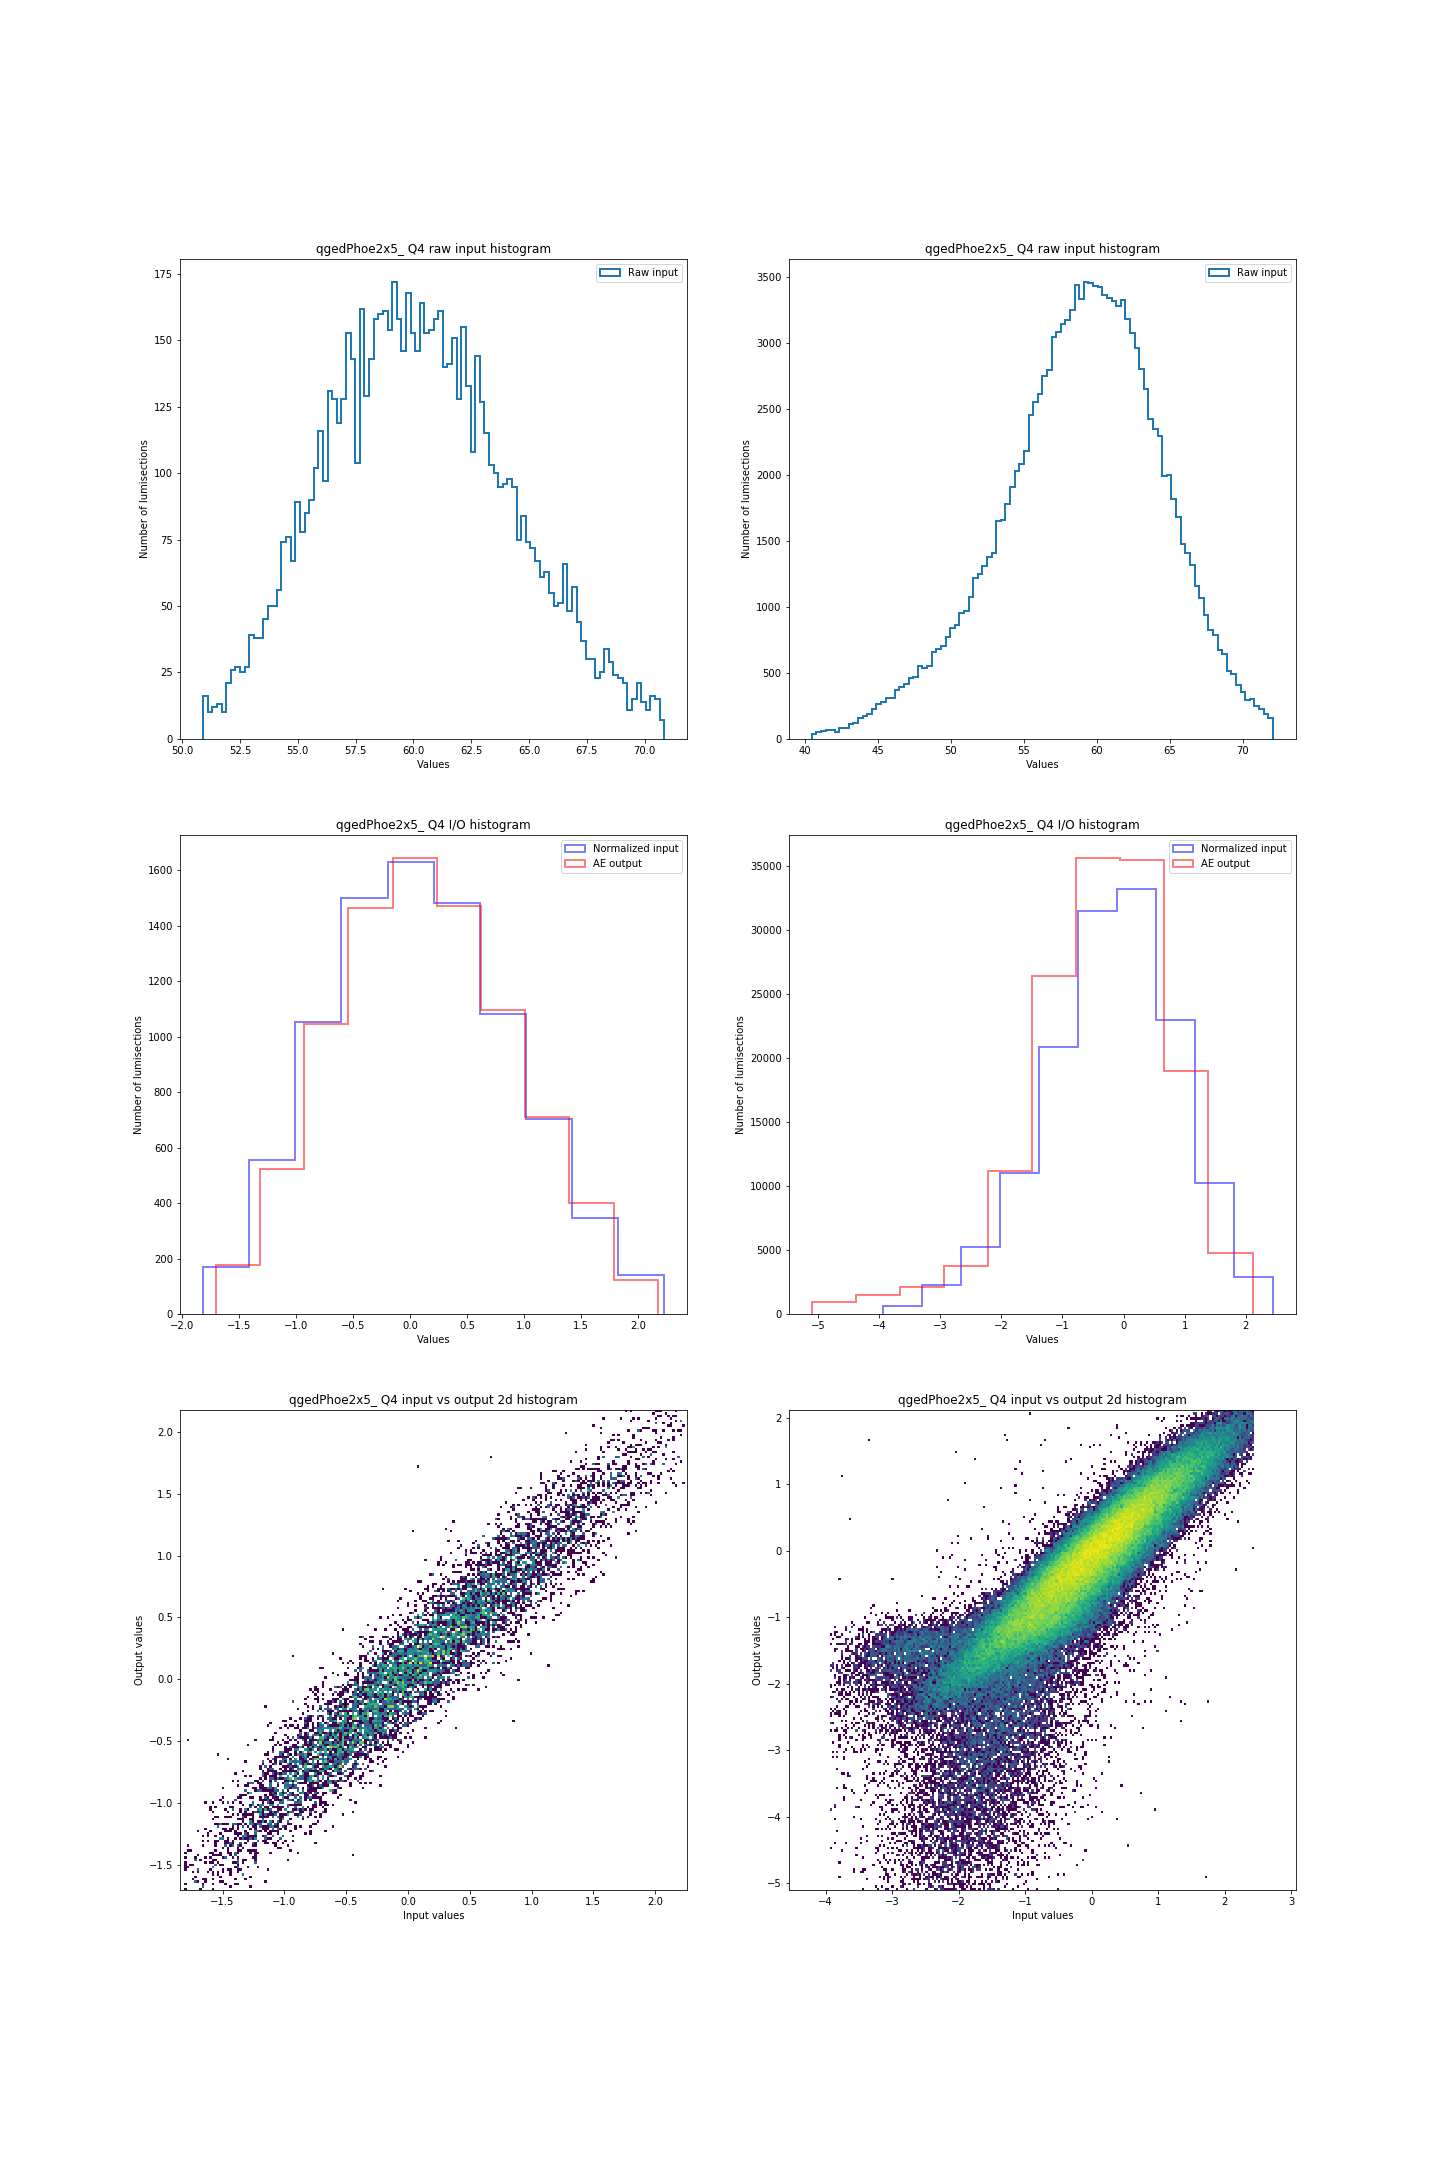 qgedPhoe2x5_ Q4 raw input histogram
Raw input
Number of lumisections
175
150
125
100
75
50
25
0
50.0 52.5 55.0 57.5 60.0 62.5 65.0 67.5 70.0
Values
qgedPhoe2x5_ Q4 raw input histogram
Raw input
Number of lumisections
3500
3000
2500
2000
1500
1000
500
0
40 45 50 55 60 65 70
Values
qgedPhoe2x5_ Q4 I/O histogram
Normalized input
AE output
Number of lumisections
1600
1400
1200
1000
800
600
400
200
0
−2.0 −1.5 −1.0 −0.5 0.0 0.5 1.0 1.5 2.0
Values
qgedPhoe2x5_ Q4 I/O histogram
Normalized input
AE output
Number of lumisections
35000
30000
25000
20000
15000
10000
5000
0
−5 −4 −3 −2 −1 0 1 2
Values
qgedPhoe2x5_ Q4 input vs output 2d histogram
Output values
2.0
1.5
1.0
0.5
0.0
−0.5
−1.0
−1.5
−1.5 −1.0 −0.5 0.0 0.5 1.0 1.5 2.0
Input values
qgedPhoe2x5_ Q4 input vs output 2d histogram
Output values
2
1
0
−1
−2
−3
−4
−5
−4 −3 −2 −1 0 1 2 3
Input values